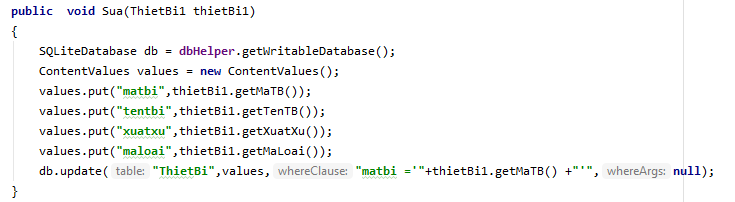 public  void Sua(ThietBi1 thietBi1)
{
    SQLiteDatabase db = dbHelper.getWritableDatabase();
    ContentValues values = new ContentValues();
    values.put("matbi",thietBi1.getMaTB());
    values.put("tentbi",thietBi1.getTenTB());
    values.put("xuatxu",thietBi1.getXuatXu());
    values.put("maloai",thietBi1.getMaLoai());
    db.update( table: "ThietBi",values, whereClause: "matbi ='"+thietBi1.getMaTB() +"'", whereArgs: null);
}